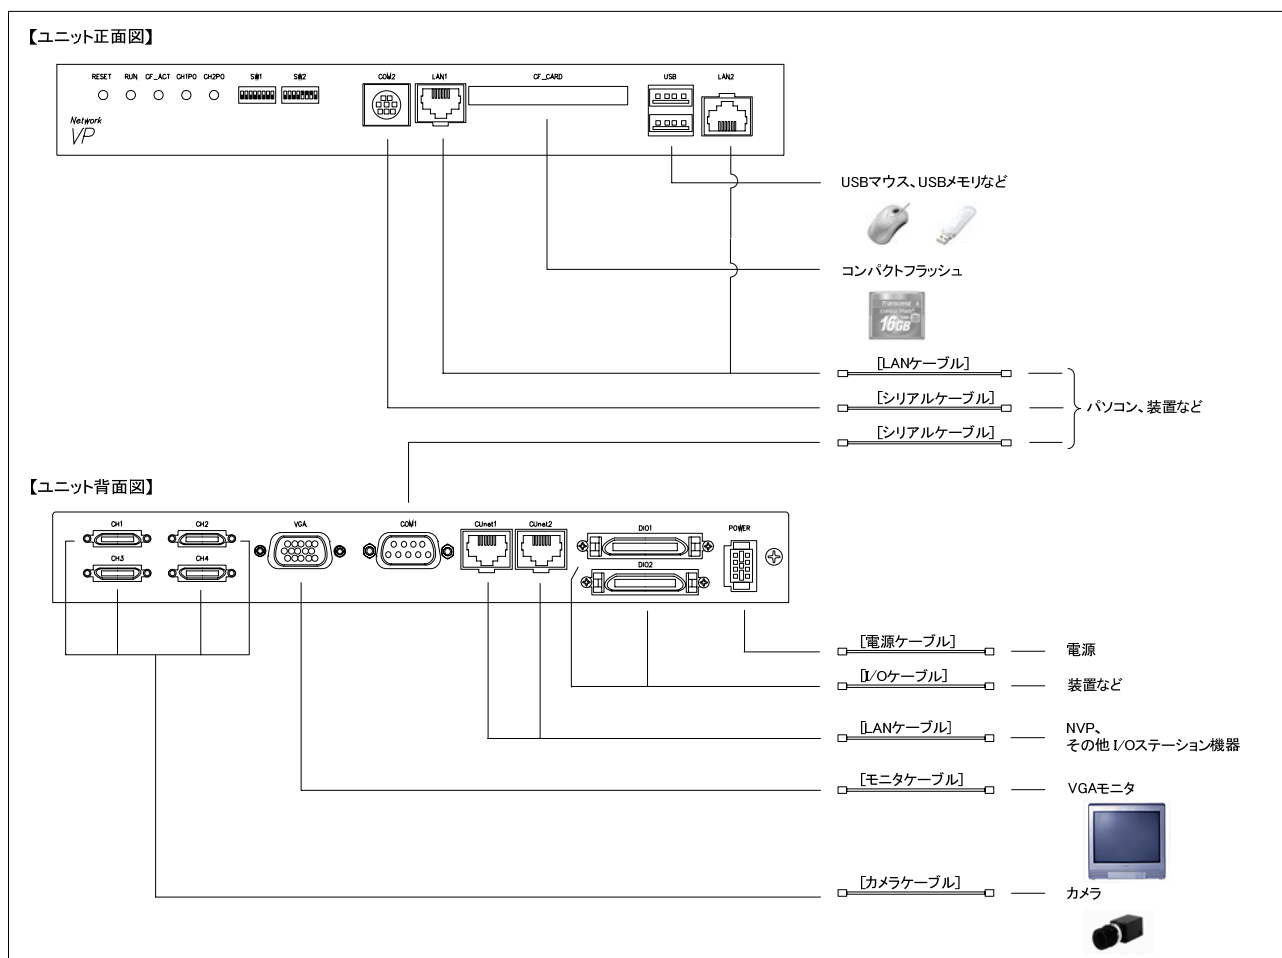 【ユニット正面図】
RESET RUN CF_ACT CH1PO CH2PO SW1 SW2 COM2 LAN1 CF_CARD USB LAN2
Network
VP
USBマウス、USBメモリなど
コンパクトフラッシュ
Transcend
16GB
[LANケーブル]
[シリアルケーブル]
パソコン、装置など
[シリアルケーブル]
【ユニット背面図】
CH1 CH2 VGA COM1 CUnet1 CUnet2 DIO1 POWER
CH3 CH4 DIO2
[電源ケーブル] 電源
[I/Oケーブル] 装置など
[LANケーブル] NVP、
その他 I/Oステーション機器
[モニタケーブル] VGAモニタ
[カメラケーブル] カメラ